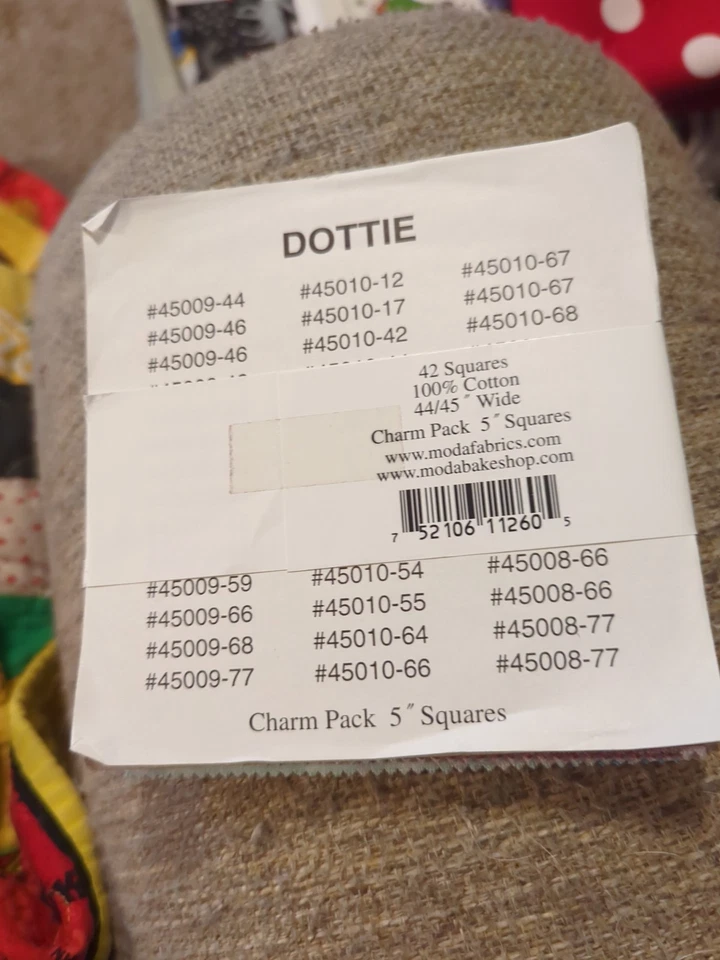 DOTTIE
#45009-44 #45010-12 #45010-67
#45009-46 #45010-17 #45010-67
#45009-46 #45010-42 #45010-68
42 Squares
100% Cotton
44/45″ Wide
Charm Pack 5″ Squares
www.modafabrics.com
www.modabakeshop.com
7 52106 11260 5
#45009-59 #45010-54 #45008-66
#45009-66 #45010-55 #45008-66
#45009-68 #45010-64 #45008-77
#45009-77 #45010-66 #45008-77
Charm Pack 5″ Squares